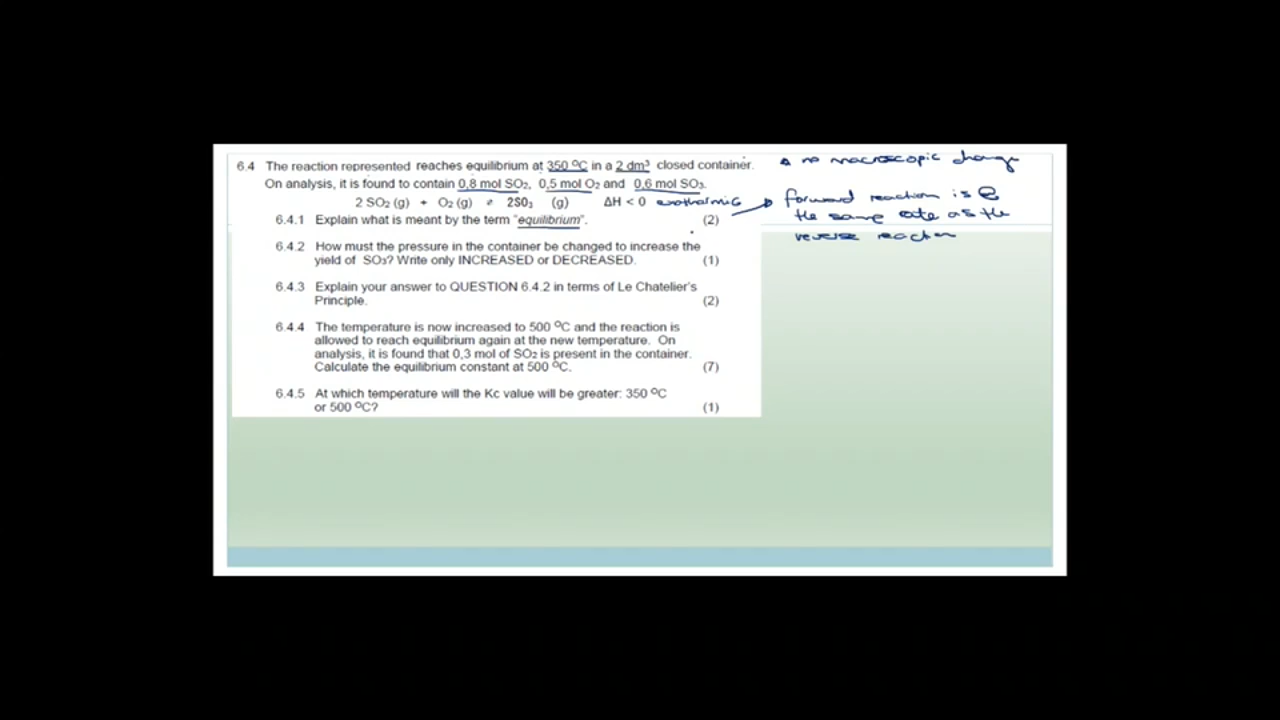 6.4 The reaction represented reaches equilibrium at 350 ⁰C in a 2 dm³ closed container.
On analysis, it is found to contain 0,8 mol SO₂, 0,5 mol O₂ and 0,6 mol SO₃.
2 SO₂ (g) + O₂ (g) ⇌ 2S0₃ (g) ΔH < 0 exothermic
6.4.1 Explain what is meant by the term "equilibrium". (2)
6.4.2 How must the pressure in the container be changed to increase the
yield of SO₃? Write only INCREASED or DECREASED. (1)
6.4.3 Explain your answer to QUESTION 6.4.2 in terms of Le Chatelier's
Principle. (2)
6.4.4 The temperature is now increased to 500 ⁰C and the reaction is
allowed to reach equilibrium again at the new temperature. On
analysis, it is found that 0,3 mol of SO₂ is present in the container.
Calculate the equilibrium constant at 500 ⁰C. (7)
6.4.5 At which temperature will the Kc value will be greater: 350 ⁰C
or 500 ⁰C? (1)
no macroscopic change
forward reaction is @
the same rate as the
reverse reaction